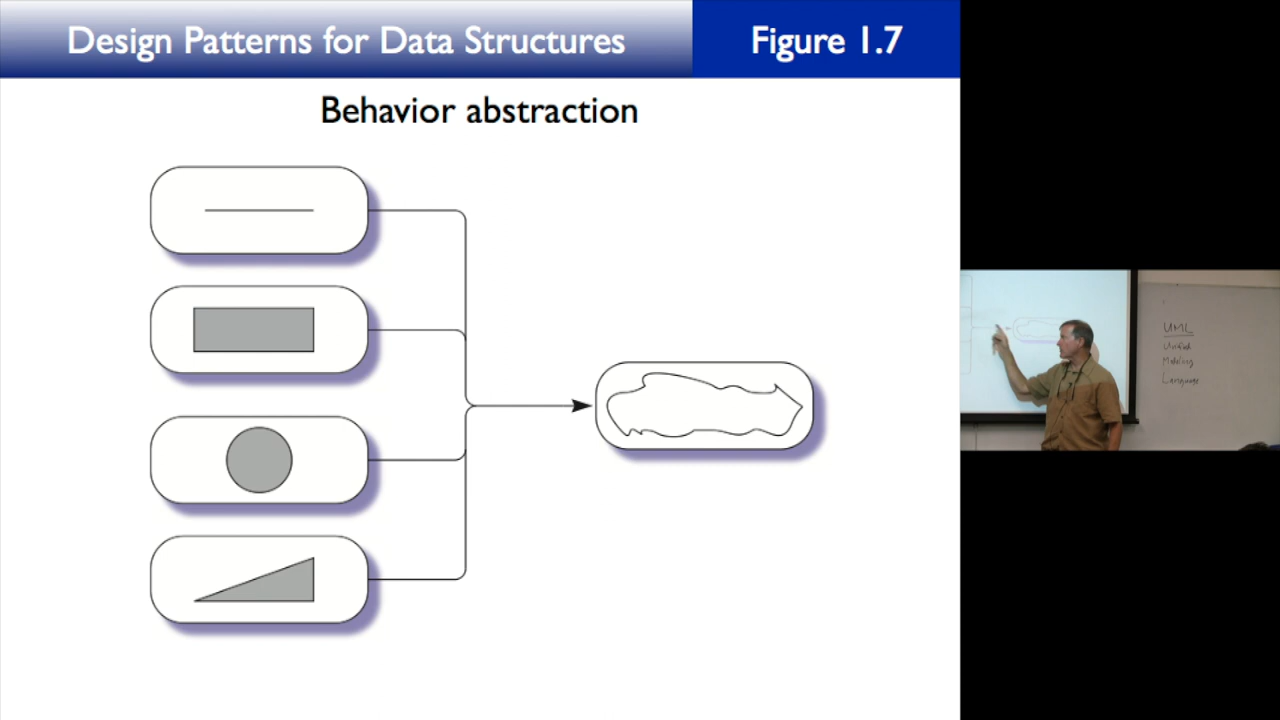 Design Patterns for Data Structures
Figure 1.7
Behavior abstraction
UML
Unified
Modeling
Language